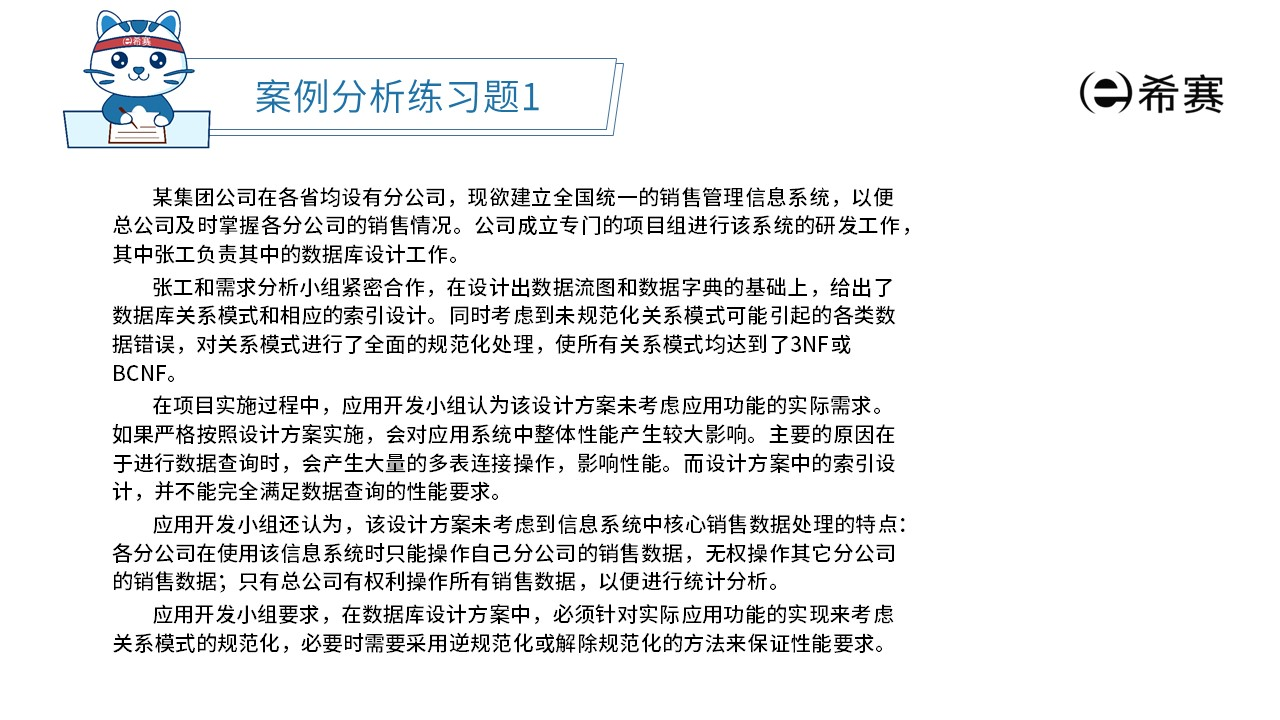 希赛
案例分析练习题1
希赛
某集团公司在各省均设有分公司，现欲建立全国统一的销售管理信息系统，以便
总公司及时掌握各分公司的销售情况。公司成立专门的项目组进行该系统的研发工作，
其中张工负责其中的数据库设计工作。
张工和需求分析小组紧密合作，在设计出数据流图和数据字典的基础上，给出了
数据库关系模式和相应的索引设计。同时考虑到未规范化关系模式可能引起的各类数
据错误，对关系模式进行了全面的规范化处理，使所有关系模式均达到了3NF或
BCNF。
在项目实施过程中，应用开发小组认为该设计方案未考虑应用功能的实际需求。
如果严格按照设计方案实施，会对应用系统中整体性能产生较大影响。主要的原因在
于进行数据查询时，会产生大量的多表连接操作，影响性能。而设计方案中的索引设
计，并不能完全满足数据查询的性能要求。
应用开发小组还认为，该设计方案未考虑到信息系统中核心销售数据处理的特点：
各分公司在使用该信息系统时只能操作自己分公司的销售数据，无权操作其它分公司
的销售数据；只有总公司有权利操作所有销售数据，以便进行统计分析。
应用开发小组要求，在数据库设计方案中，必须针对实际应用功能的实现来考虑
关系模式的规范化，必要时需要采用逆规范化或解除规范化的方法来保证性能要求。